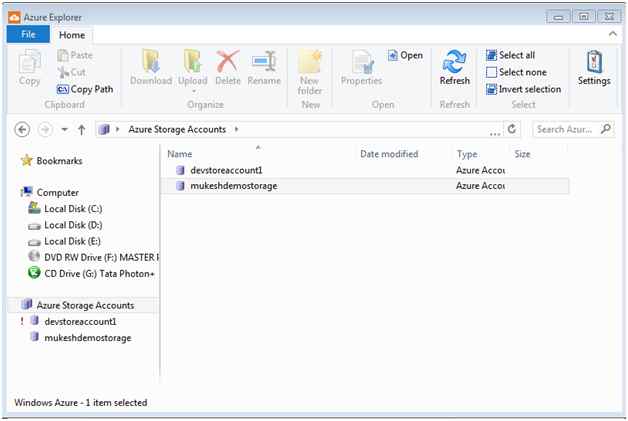 Azure Explorer
File Home
Copy Paste Cut Copy Path Clipboard
Download Upload Delete Rename Organize
New folder New
Properties Open Open
Refresh Refresh
Select all Select none Invert selection Select
Settings
Azure Storage Accounts ... Search Azur...
Bookmarks
Computer
Local Disk (C:)
Local Disk (D:)
Local Disk (E:)
DVD RW Drive (F:) MASTER
CD Drive (G:) Tata Photon+
Azure Storage Accounts
devstoreaccount1
mukeshdemostorage
Name Date modified Type Size
devstoreaccount1 Azure Accou
mukeshdemostorage Azure Accou
Windows Azure - 1 item selected